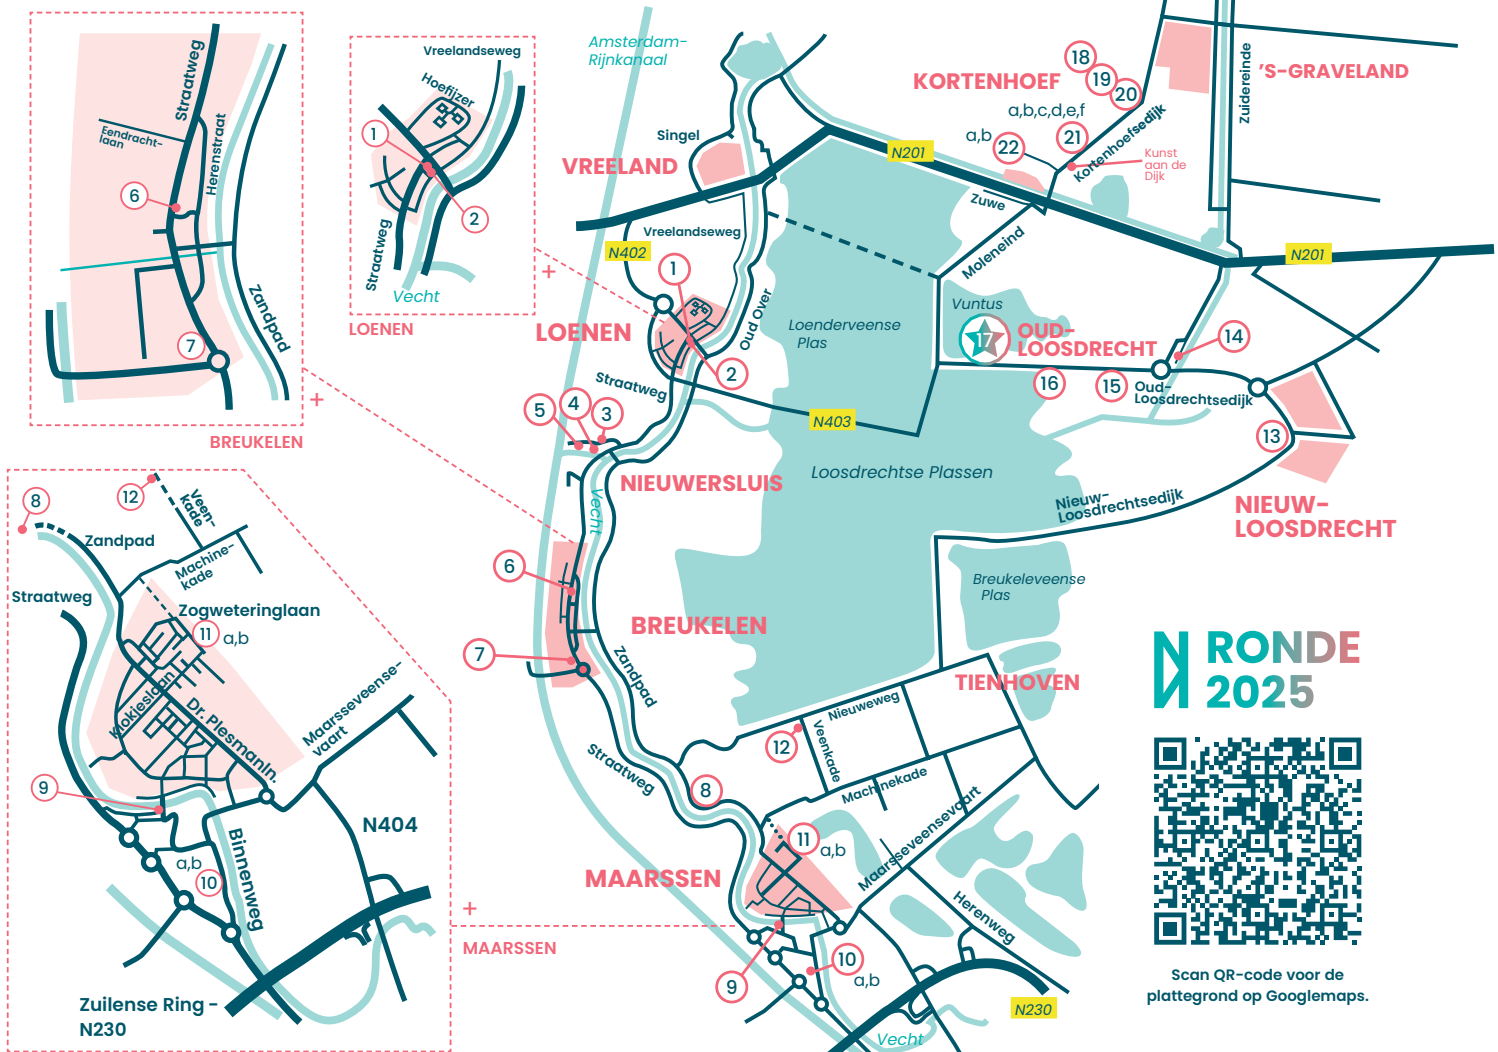 Straatweg
Eendracht-
laan
Herenstraat
6
7
Zandpad
+
BREUKELEN
Vreelandseweg
Hoefijzer
1
2
Straatweg
Vecht
+
LOENEN
8
12
Veen-
kade
Zandpad
Machine-
kade
Straatweg
Zogweteringlaan
11
a,b
Klokjeslaan
Dr. Plesmanln.
Maarsseveense-
vaart
9
N404
a,b
10
Binnenweg
Zuilense Ring -
N230
+
MAARSSEN
Amsterdam-
Rijnkanaal
Singel
VREELAND
N402
Vreelandseweg
1
LOENEN
Oud Over
2
Straatweg
5
4
3
NIEUWERSLUIS
Vecht
6
BREUKELEN
7
Zandpad
Straatweg
8
MAARSSEN
9
10
a,b
11
a,b
12
Veenkade
Nieuweweg
Machinekade
Maarsseveensevaart
Herenweg
N230
Vecht
TIENHOVEN
KORTENHOEF
18
19
20
a,b,c,d,e,f
21
a,b
22
Kortenhoefsedijk
Kunst
aan de
Dijk
'S-GRAVELAND
Zuidereinde
N201
Zuwe
Moleneind
N201
Vuntus
17
OUD-
LOOSDRECHT
14
16
15
Oud-
Loosdrechtsedijk
13
Loenderveense
Plas
N403
Loosdrechtse Plassen
Nieuw-
Loosdrechtsedijk
NIEUW-
LOOSDRECHT
Breukeleveense
Plas
RONDE
2025
Scan QR-code voor de
plattegrond op Googlemaps.